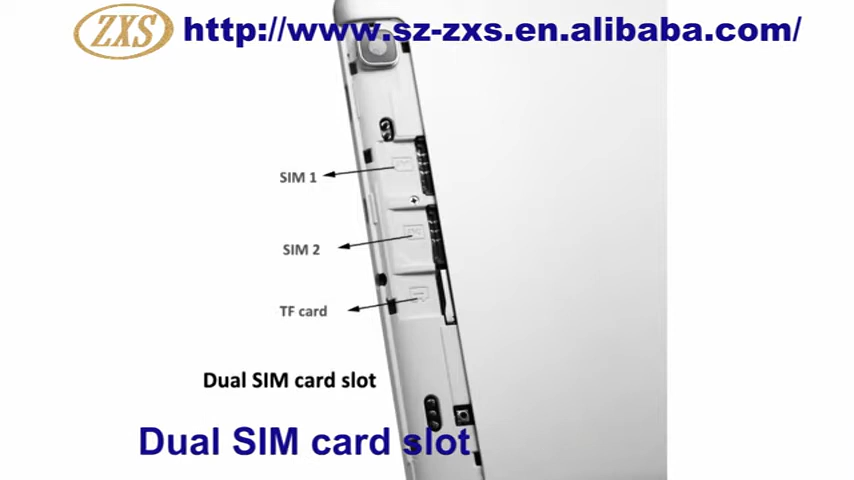 ZXS http://www.sz-zxs.en.alibaba.com/
SIM 1
SIM 2
TF card
Dual SIM card slot
Dual SIM card slot